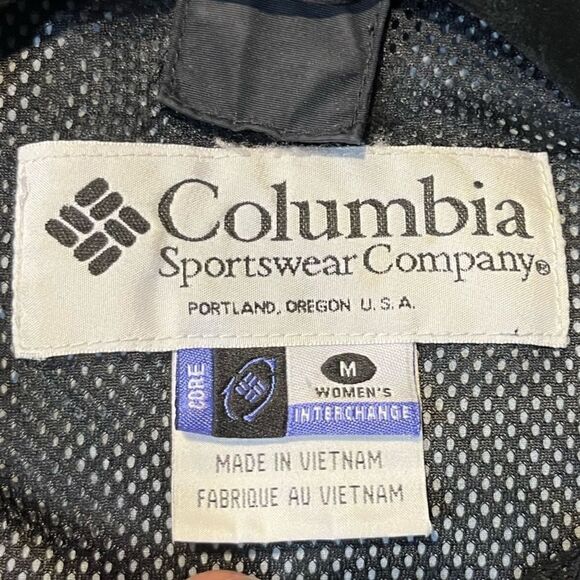 Columbia
Sportswear Company®
PORTLAND, OREGON U.S.A.
CORE
M
WOMEN'S
INTERCHANGE
MADE IN VIETNAM
FABRIQUE AU VIETNAM